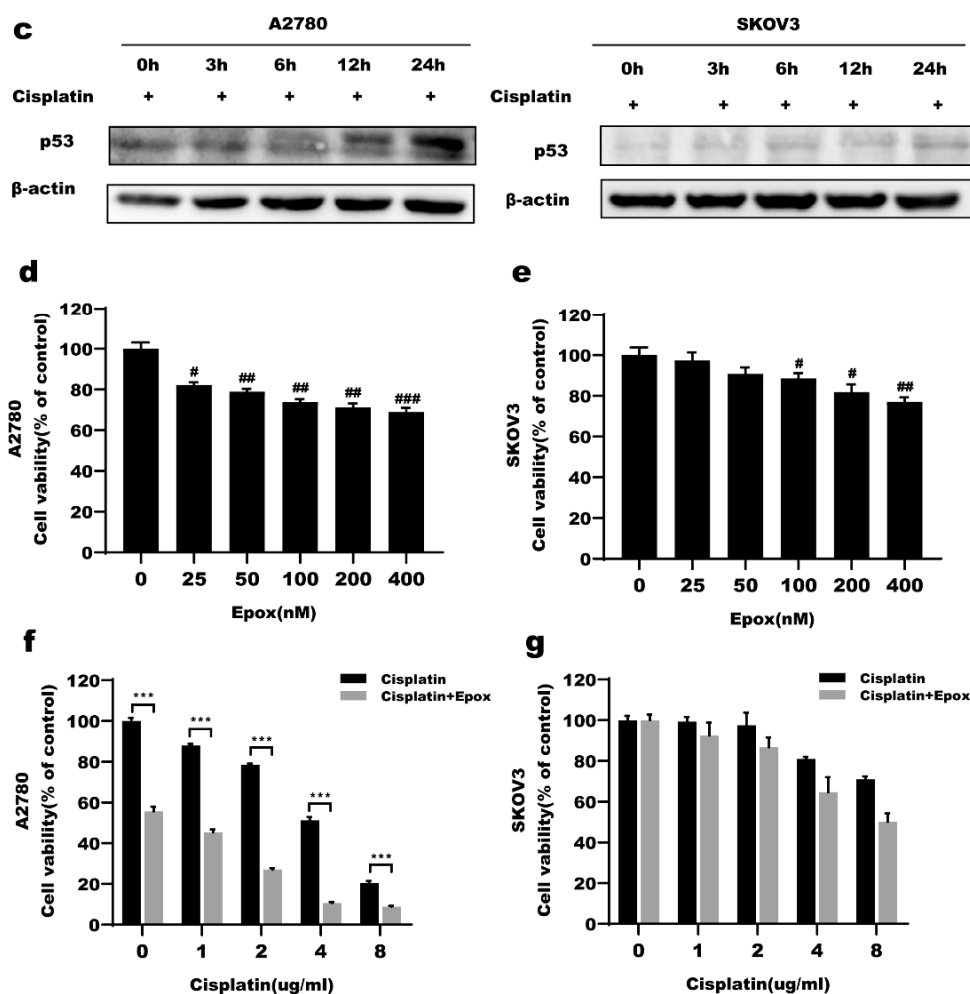 c
A2780
0h 3h 6h 12h 24h
Cisplatin + + + + +
p53
β-actin
SKOV3
0h 3h 6h 12h 24h
Cisplatin + + + + +
p53
β-actin
d
A2780
Cell vability(% of control)
120
100
80
60
40
20
0
# ## ## ## ###
0 25 50 100 200 400
Epox(nM)
e
SKOV3
Cell vability(% of control)
120
100
80
60
40
20
0
# # ##
0 25 50 100 200 400
Epox(nM)
f
Cisplatin
Cisplatin+Epox
A2780
Cell vability(% of control)
120
100
80
60
40
20
0
*** *** *** *** ***
0 1 2 4 8
Cisplatin(ug/ml)
g
Cisplatin
Cisplatin+Epox
SKOV3
Cell vability(% of control)
120
100
80
60
40
20
0
0 1 2 4 8
Cisplatin(ug/ml)